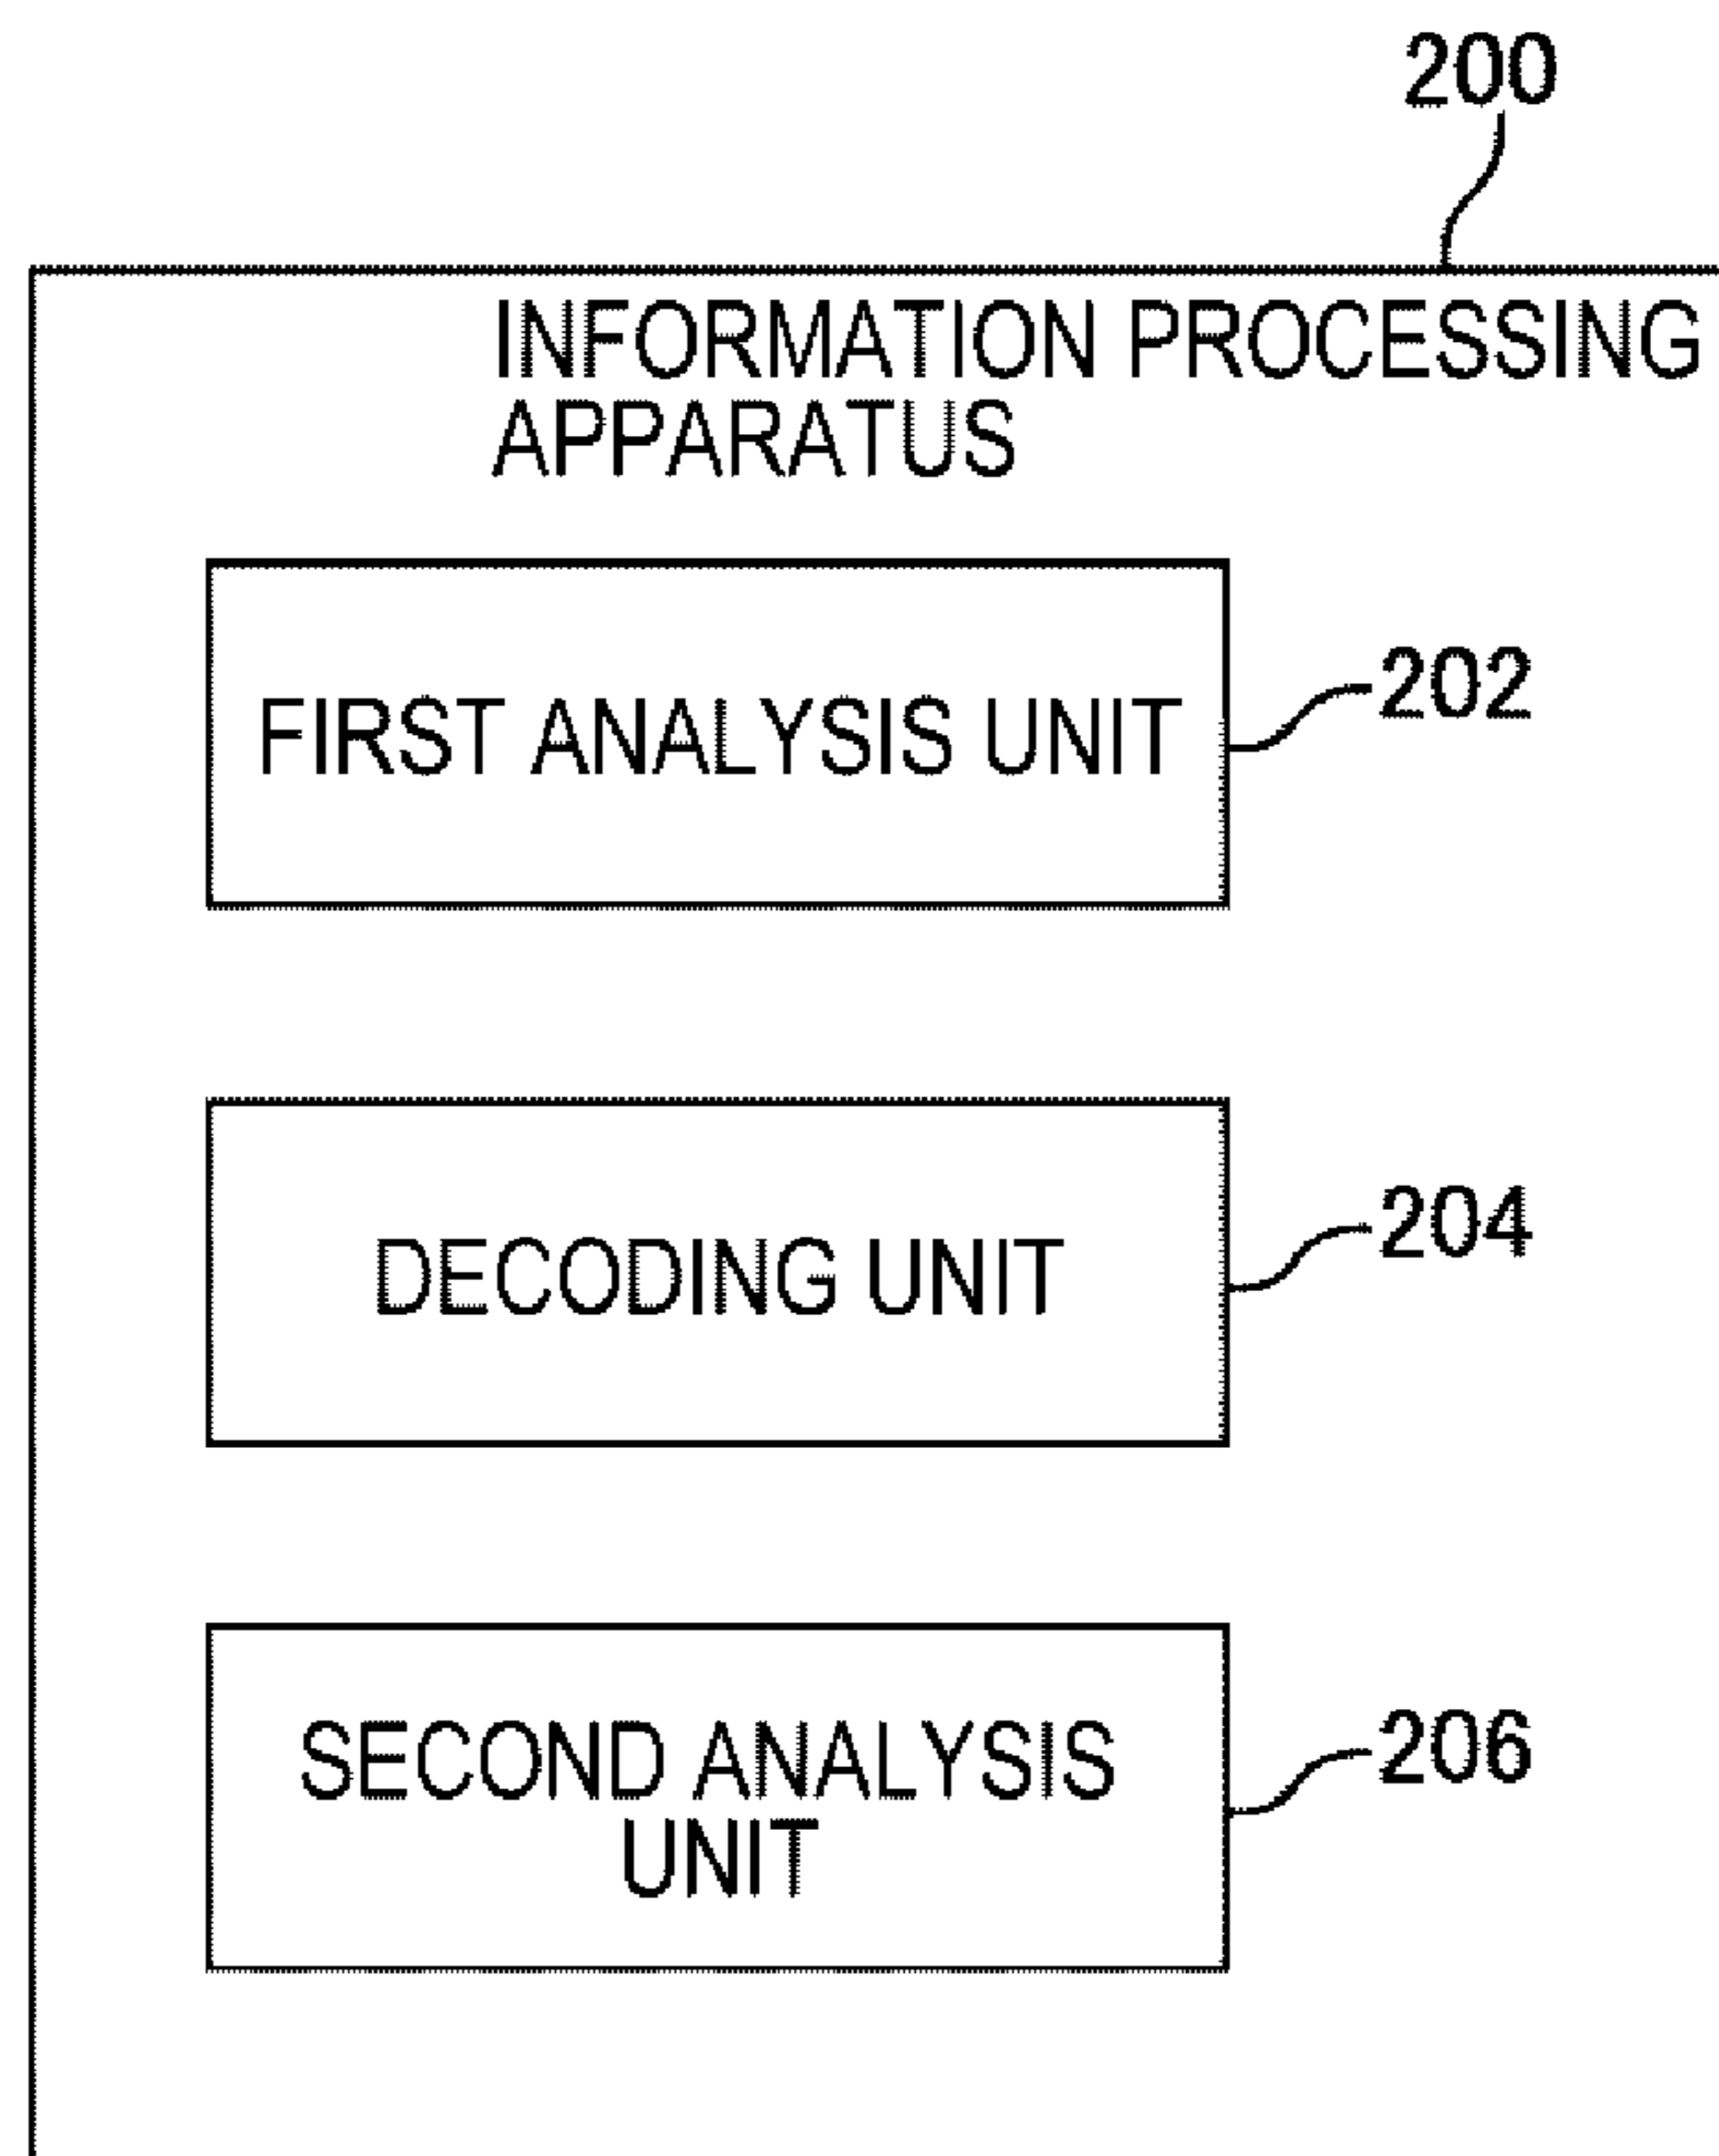 200
INFORMATION PROCESSING
APPARATUS
FIRST ANALYSIS UNIT
202
DECODING UNIT
204
SECOND ANALYSIS
UNIT
206